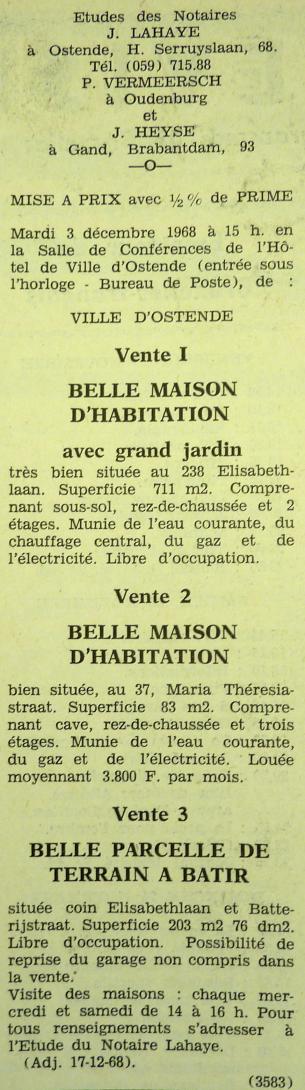 Etudes des Notaires
J. LAHAYE
à Ostende, H. Serruyslaan, 68.
Tél. (059) 715.88
P. VERMEERSCH
à Oudenburg
et
J. HEYSE
à Gand, Brabantdam, 93
—O—
MISE A PRIX avec ½% de PRIME
Mardi 3 décembre 1968 à 15 h. en
la Salle de Conférences de l'Hô-
tel de Ville d'Ostende (entrée sous
l'horloge - Bureau de Poste), de :
VILLE D'OSTENDE
Vente I
BELLE MAISON
D'HABITATION
avec grand jardin
très bien située au 238 Elisabeth-
laan. Superficie 711 m2. Compre-
nant sous-sol, rez-de-chaussée et 2
étages. Munie de l'eau courante, du
chauffage central, du gaz et de
l'électricité. Libre d'occupation.
Vente 2
BELLE MAISON
D'HABITATION
bien située, au 37, Maria Thérésia-
straat. Superficie 83 m2. Compre-
nant cave, rez-de-chaussée et trois
étages. Munie de l'eau courante,
du gaz et de l'électricité. Louée
moyennant 3.800 F. par mois.
Vente 3
BELLE PARCELLE DE
TERRAIN A BATIR
située coin Elisabethlaan et Batte-
rijstraat. Superficie 203 m2 76 dm2.
Libre d'occupation. Possibilité de
reprise du garage non compris dans
la vente.
Visite des maisons : chaque mer-
credi et samedi de 14 à 16 h. Pour
tous renseignements s'adresser à
l'Etude du Notaire Lahaye.
(Adj. 17-12-68).
(3583)